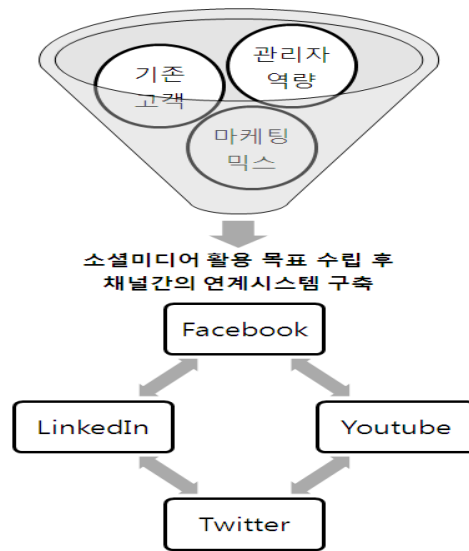 기존
고객
관리자
역량
마케팅
믹스
소셜미디어 활용 목표 수립 후
채널간의 연계시스템 구축
Facebook
LinkedIn
Youtube
Twitter